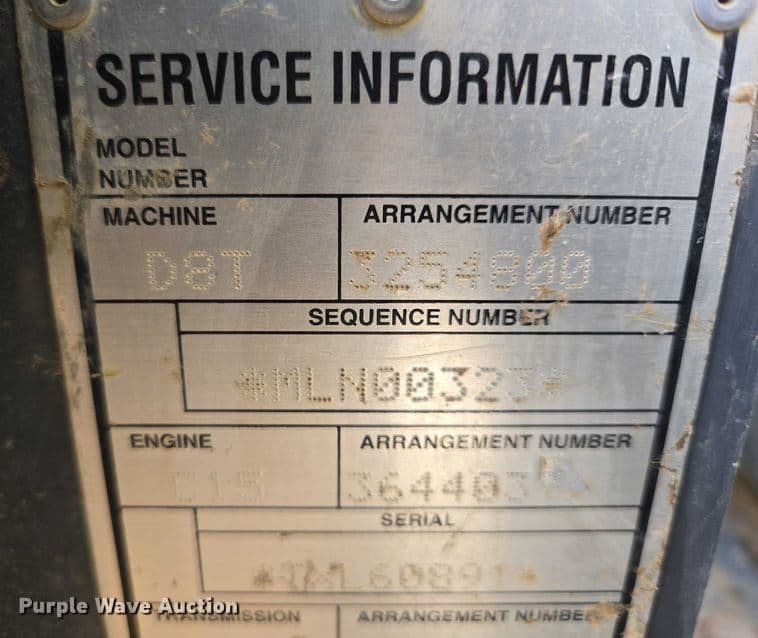 SERVICE INFORMATION
MODEL
NUMBER
MACHINE ARRANGEMENT NUMBER
D8T 3254800
SEQUENCE NUMBER
*MLN00323*
ENGINE ARRANGEMENT NUMBER
C15
SERIAL
TRANSMISSION ARRANGEMENT NUMBER
Purple Wave Auction